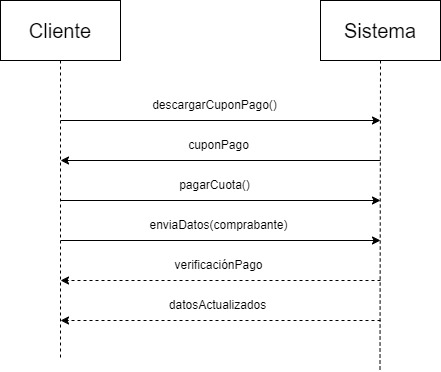 Cliente
Sistema
descargarCuponPago()
cuponPago
pagarCuota()
enviaDatos(comprabante)
verificaciónPago
datosActualizados